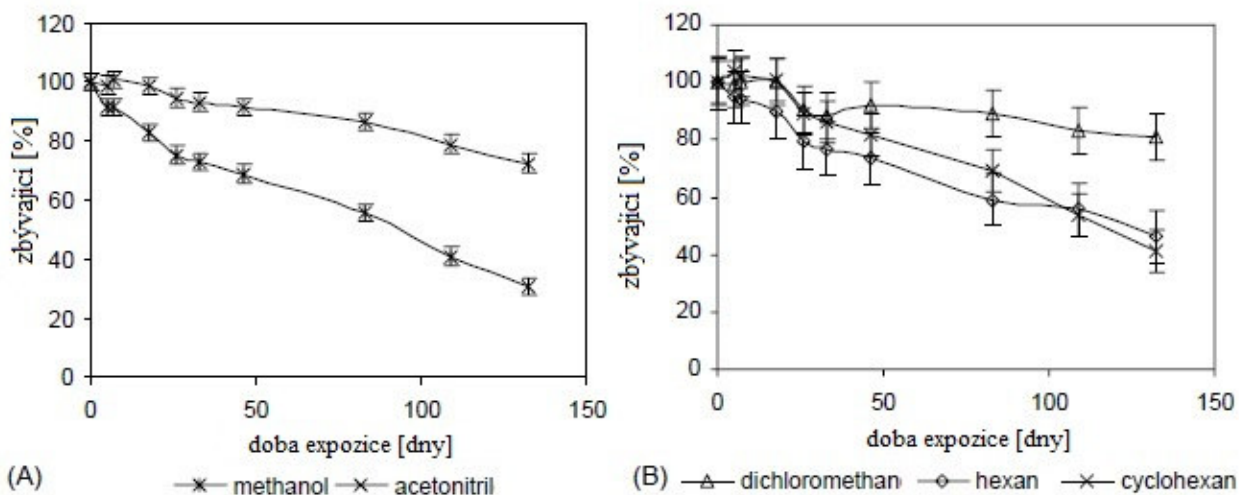 120
100
80
60
40
20
0
zbývající [%]
0 50 100 150
doba expozice [dny]
(A) methanol acetonitril
120
100
80
60
40
20
0
zbývající [%]
0 50 100 150
doba expozice [dny]
(B) dichloromethan hexan cyclohexan